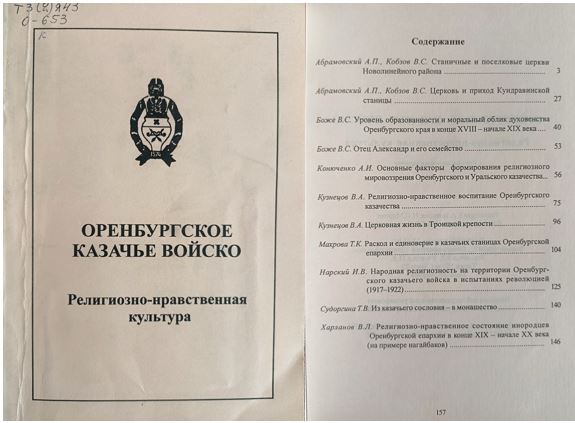 Т3(2)943
О-653
К
1574
ОРЕНБУРГСКОЕ
КАЗАЧЬЕ ВОЙСКО
Религиозно-нравственная
культура
Содержание
Абрамовский А.П., Кобзов В.С. Станичные и поселковые церкви
Новолинейного района ........ 3
Абрамовский А.П., Кобзов В.С. Церковь и приход Кундравинской
станицы ........ 27
Боже В.С. Уровень образованности и моральный облик духовенства
Оренбургского края в конце XVIII – начале XIX века .... 40
Боже В.С. Отец Александр и его семейство ........ 53
Конюченко А.И. Основные факторы формирования религиозного
мировоззрения Оренбургского и Уральского казачества... 56
Кузнецов В.А. Религиозно-нравственное воспитание Оренбургского
казачества ........ 75
Кузнецов В.А. Церковная жизнь в Троицкой крепости ........ 96
Махрова Т.К. Раскол и единоверие в казачьих станицах Оренбургской
епархии ........ 104
Нарский И.В. Народная религиозность на территории Оренбург-
ского казачьего войска в испытаниях революцией
(1917–1922) ........ 125
Судоргина Т.В. Из казачьего сословия – в монашество ........ 140
Харланов В.Л. Религиозно-нравственное состояние инородцев
Оренбургской епархии в конце XIX – начале XX века
(на примере нагайбаков) ........ 146
157